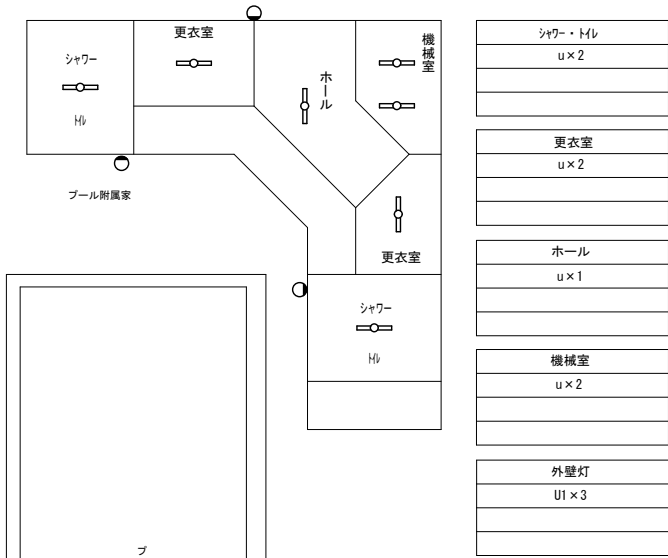 更衣室
シャワー
トイレ
ホール
機械室
プール附属家
更衣室
シャワー
トイレ
プ
シャワー・トイレ
u×2
更衣室
u×2
ホール
u×1
機械室
u×2
外壁灯
U1×3